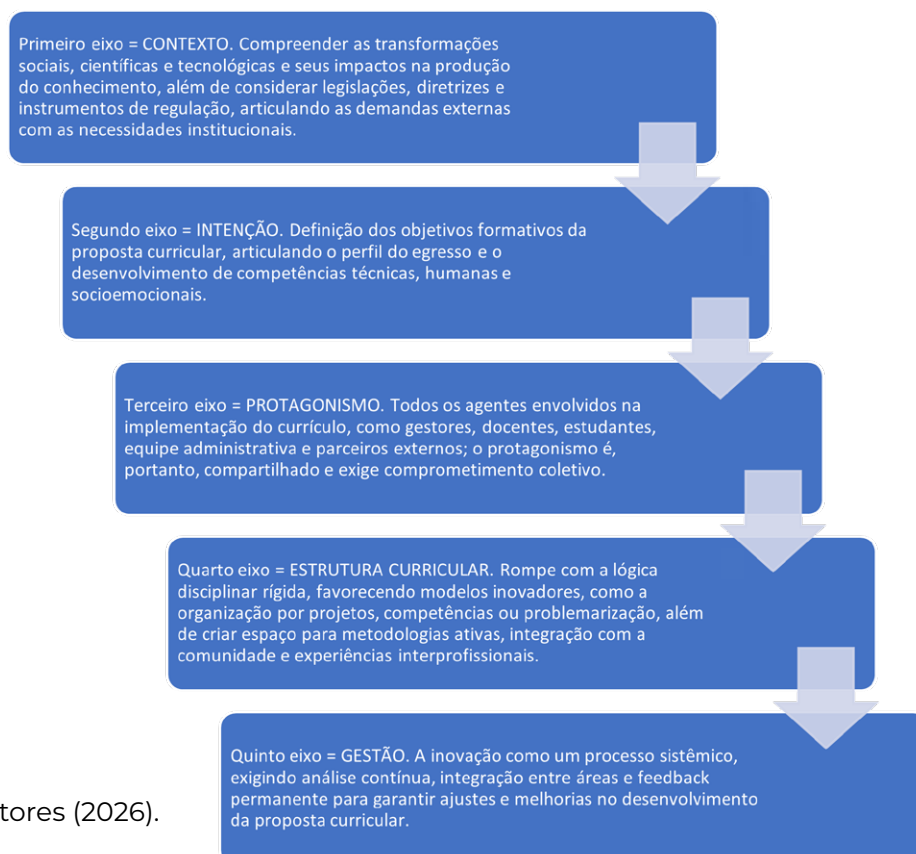 Primeiro eixo = CONTEXTO. Compreender as transformações
sociais, científicas e tecnológicas e seus impactos na produção
do conhecimento, além de considerar legislações, diretrizes e
instrumentos de regulação, articulando as demandas externas
com as necessidades institucionais.
Segundo eixo = INTENÇÃO. Definição dos objetivos formativos da
proposta curricular, articulando o perfil do egresso e o
desenvolvimento de competências técnicas, humanas e
socioemocionais.
Terceiro eixo = PROTAGONISMO. Todos os agentes envolvidos na
implementação do currículo, como gestores, docentes, estudantes,
equipe administrativa e parceiros externos; o protagonismo é,
portanto, compartilhado e exige comprometimento coletivo.
Quarto eixo = ESTRUTURA CURRICULAR. Rompe com a lógica
disciplinar rígida, favorecendo modelos inovadores, como a
organização por projetos, competências ou problemarização, além
de criar espaço para metodologias ativas, integração com a
comunidade e experiências interprofissionais.
Quinto eixo = GESTÃO. A inovação como um processo sistêmico,
exigindo análise contínua, integração entre áreas e feedback
permanente para garantir ajustes e melhorias no desenvolvimento
da proposta curricular.
tores (2026).